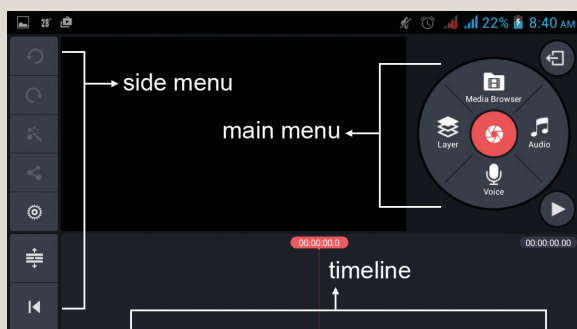 28°
22% 8:40 AM
side menu
main menu
Media Browser
Layer
Audio
Voice
00:00:00.0
00:00:00.00
timeline